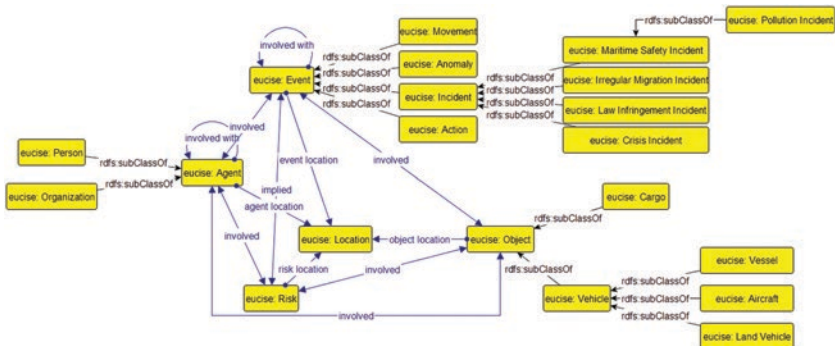 eucise: Pollution Incident
rdfs:subClassOf
eucise: Movement
involved with
rdfs:subClassOf
eucise: Maritime Safety Incident
eucise: Anomaly
rdfs:subClassOf
rdfs:subClassOf
eucise: Event
rdfs:subClassOf
eucise: Irregular Migration Incident
rdfs:subClassOf
eucise: Incident
rdfs:subClassOf
rdfs:subClassOf
eucise: Law Infringement Incident
rdfs:subClassOf
eucise: Action
involved
involved with
eucise: Crisis Incident
eucise: Person
rdfs:subClassOf
event location
involved
eucise: Agent
rdfs:subClassOf
eucise: Organization
implied
agent location
eucise: Cargo
rdfs:subClassOf
involved
eucise: Location
object location
eucise: Object
rdfs:subClassOf
eucise: Vessel
risk location
involved
rdfs:subClassOf
eucise: Risk
eucise: Vehicle
rdfs:subClassOf
eucise: Aircraft
involved
rdfs:subClassOf
eucise: Land Vehicle